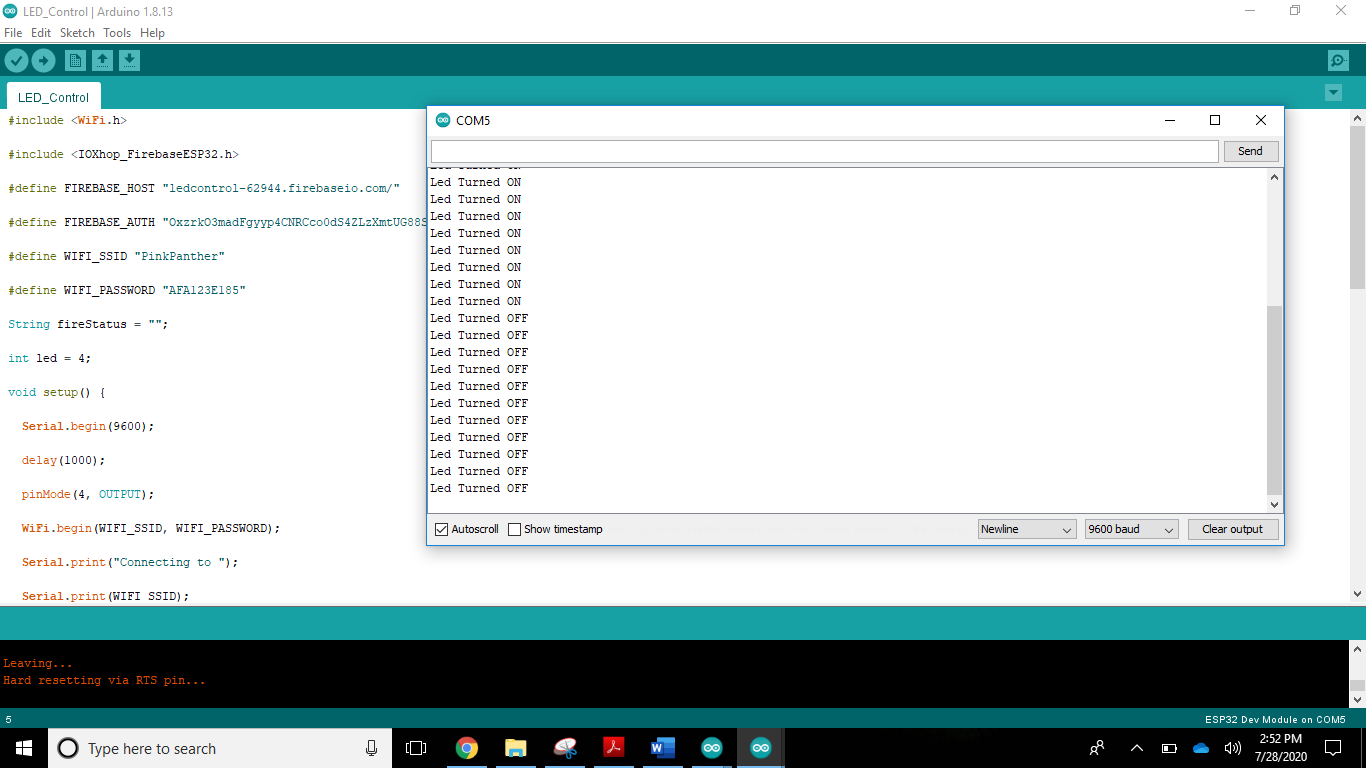 LED_Control | Arduino 1.8.13
File Edit Sketch Tools Help
LED_Control
#include <WiFi.h>
#include <IOXhop_FirebaseESP32.h>
#define FIREBASE_HOST "ledcontrol-62944.firebaseio.com/"
#define FIREBASE_AUTH "OxzrkO3madFgyyp4CNRCco0dS4ZLzXmtUG88S
#define WIFI_SSID "PinkPanther"
#define WIFI_PASSWORD "AFA123E185"
String fireStatus = "";
int led = 4;
void setup() {
Serial.begin(9600);
delay(1000);
pinMode(4, OUTPUT);
WiFi.begin(WIFI_SSID, WIFI_PASSWORD);
Serial.print("Connecting to ");
Serial.print(WIFI_SSID);
COM5
Send
Led Turned ON
Led Turned ON
Led Turned ON
Led Turned ON
Led Turned ON
Led Turned ON
Led Turned ON
Led Turned ON
Led Turned ON
Led Turned OFF
Led Turned OFF
Led Turned OFF
Led Turned OFF
Led Turned OFF
Led Turned OFF
Led Turned OFF
Led Turned OFF
Led Turned OFF
Led Turned OFF
Led Turned OFF
Autoscroll Show timestamp Newline 9600 baud Clear output
Leaving...
Hard resetting via RTS pin...
5 ESP32 Dev Module on COM5
Type here to search
2:52 PM
7/28/2020